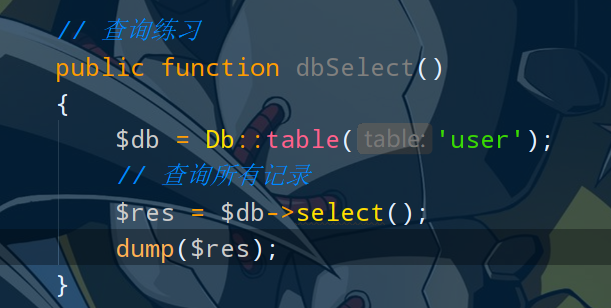 // 查询练习
public function dbSelect()
{
$db = Db::table( table: 'user');
// 查询所有记录
$res = $db->select();
dump($res);
}